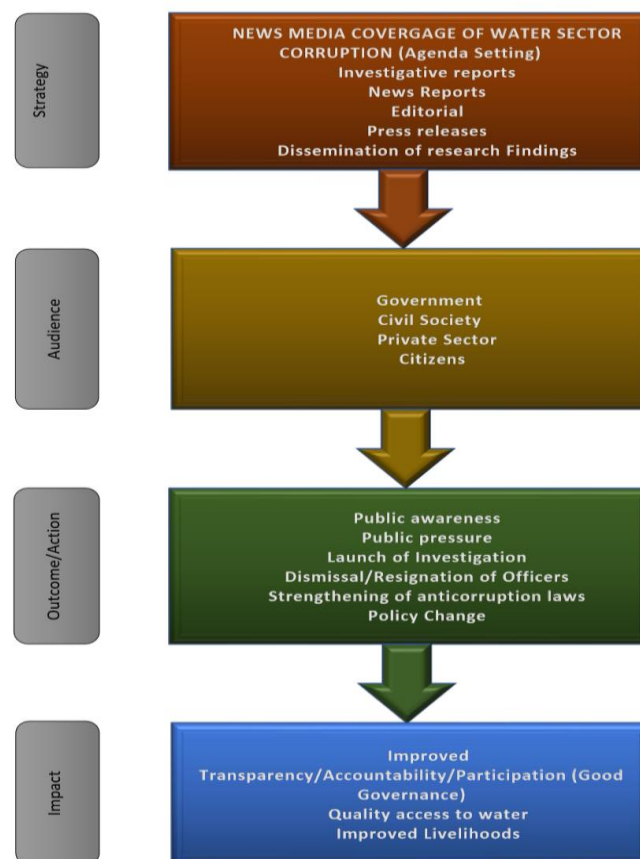 Strategy
NEWS MEDIA COVERGAGE OF WATER SECTOR
CORRUPTION (Agenda Setting)
Investigative reports
News Reports
Editorial
Press releases
Dissemination of research Findings
Audience
Government
Civil Society
Private Sector
Citizens
Outcome/Action
Public awareness
Public pressure
Launch of Investigation
Dismissal/Resignation of Officers
Strengthening of anticorruption laws
Policy Change
Impact
Improved
Transparency/Accountability/Participation (Good
Governance)
Quality access to water
Improved Livelihoods